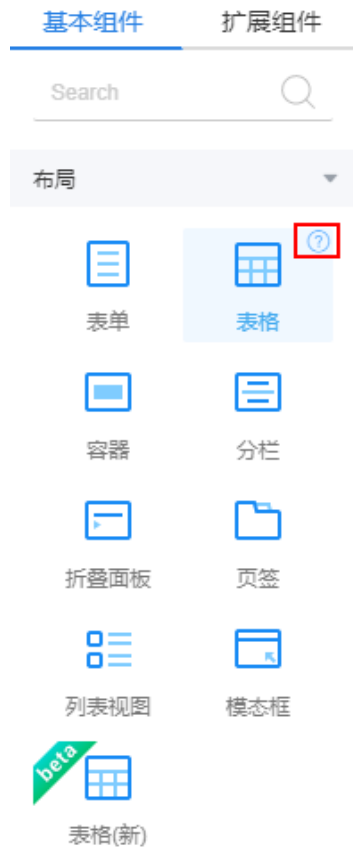 基本组件 扩展组件
Search
布局
?
表单 表格
容器 分栏
折叠面板 页签
列表视图 模态框
beta
表格(新)